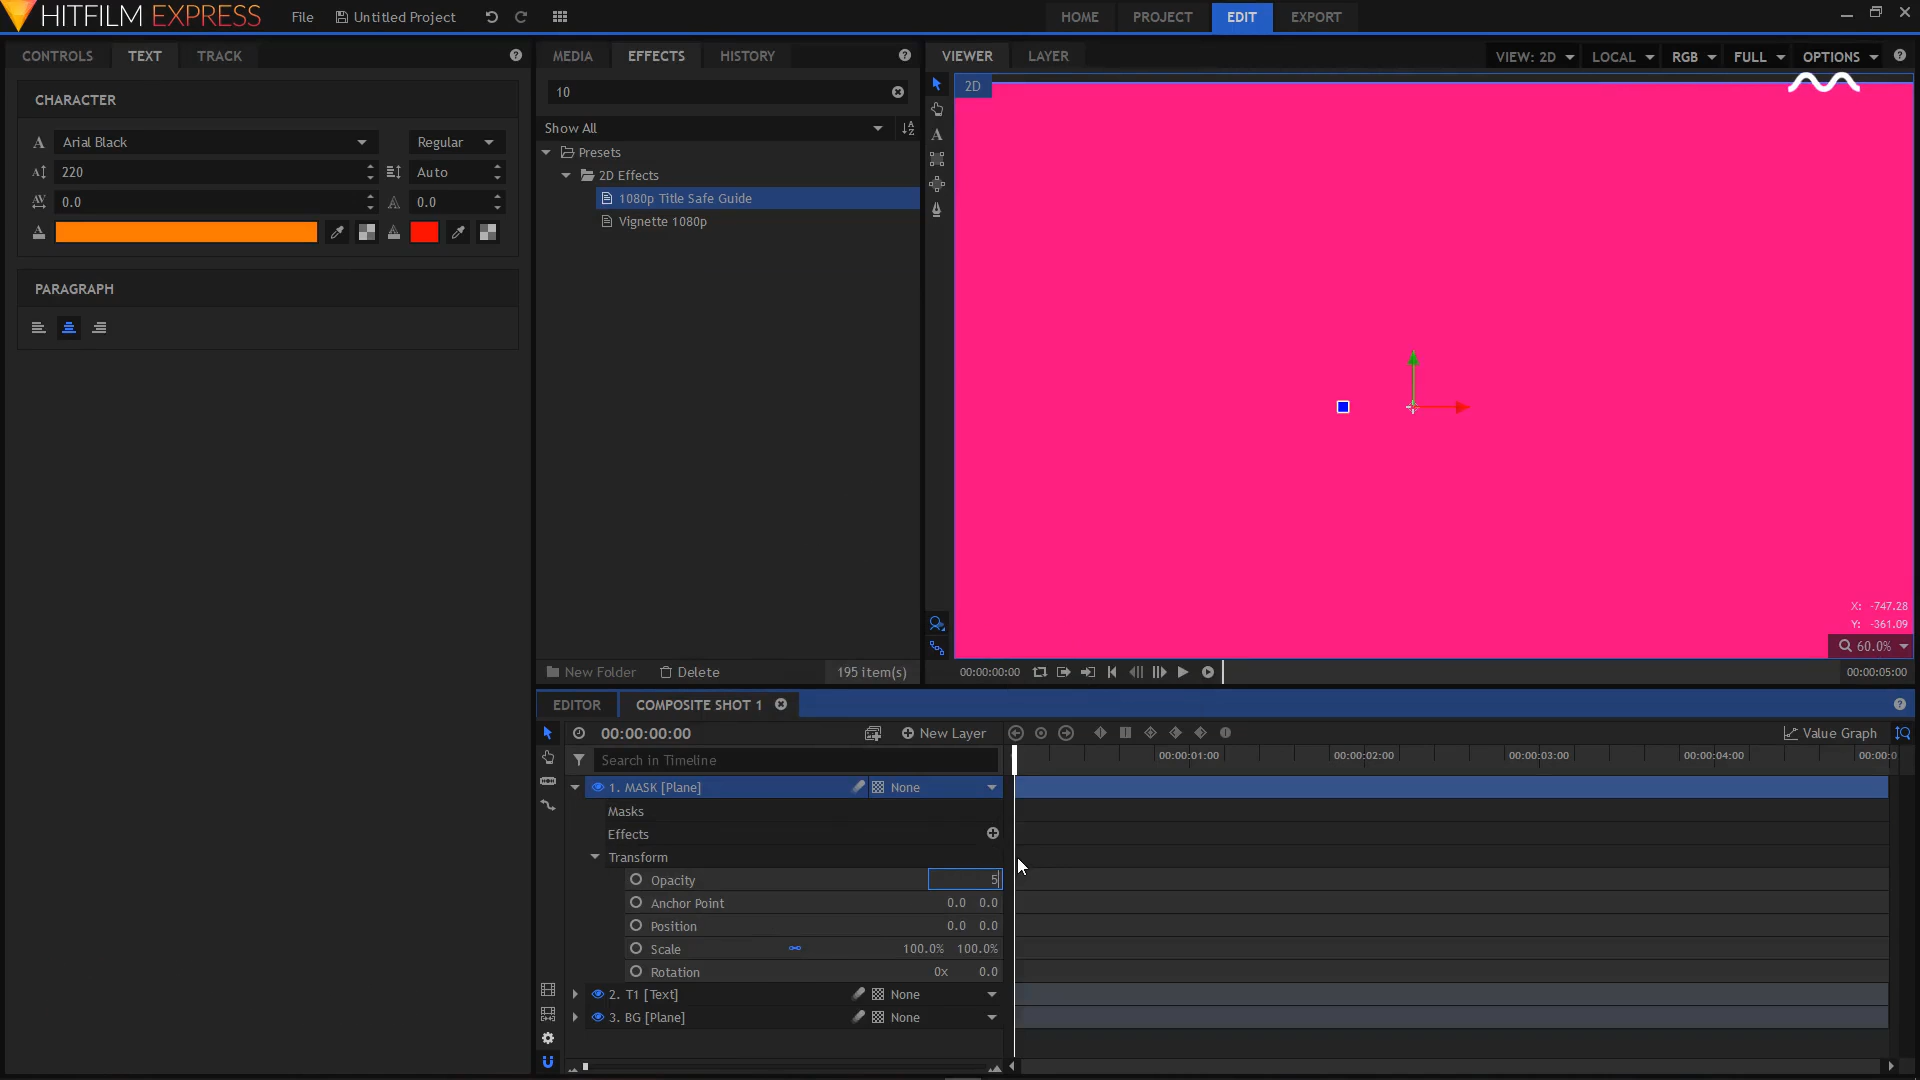 HITFILM EXPRESS
File
Untitled Project
HOME
PROJECT
EDIT
EXPORT
CONTROLS
TEXT
TRACK
CHARACTER
Arial Black
Regular
220
Auto
0.0
0.0
PARAGRAPH
MEDIA
EFFECTS
HISTORY
10
Show All
Presets
2D Effects
1080p Title Safe Guide
Vignette 1080p
New Folder
Delete
195 item(s)
VIEWER
LAYER
VIEW: 2D
LOCAL
RGB
FULL
OPTIONS
2D
X: -747.28
Y: -361.09
60.0%
00:00:00:00
00:00:05:00
EDITOR
COMPOSITE SHOT 1
00:00:00:00
New Layer
Value Graph
Search in Timeline
00:00:01:00
00:00:02:00
00:00:03:00
00:00:04:00
00:00:0
1. MASK [Plane]
None
Masks
Effects
Transform
Opacity
5
Anchor Point
0.0 0.0
Position
0.0 0.0
Scale
100.0% 100.0%
Rotation
0x 0.0
2. T1 [Text]
None
3. BG [Plane]
None